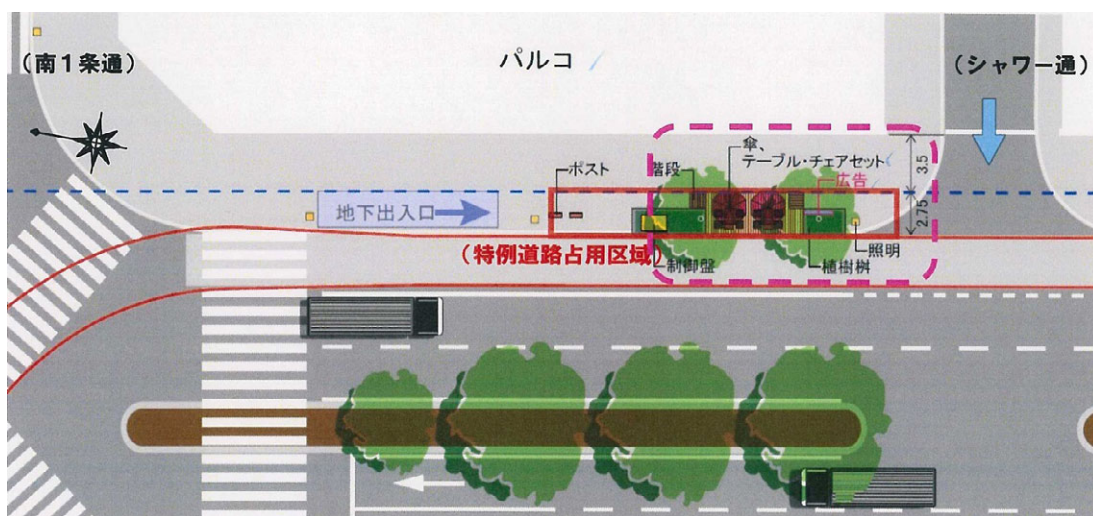 (南1条通)
パルコ
(シャワー通)
ポスト
階段
傘、
テーブル・チェアセット
広告
3.5
2.75
地下出入口
(特例道路占用区域)
制御盤
植樹桝
照明